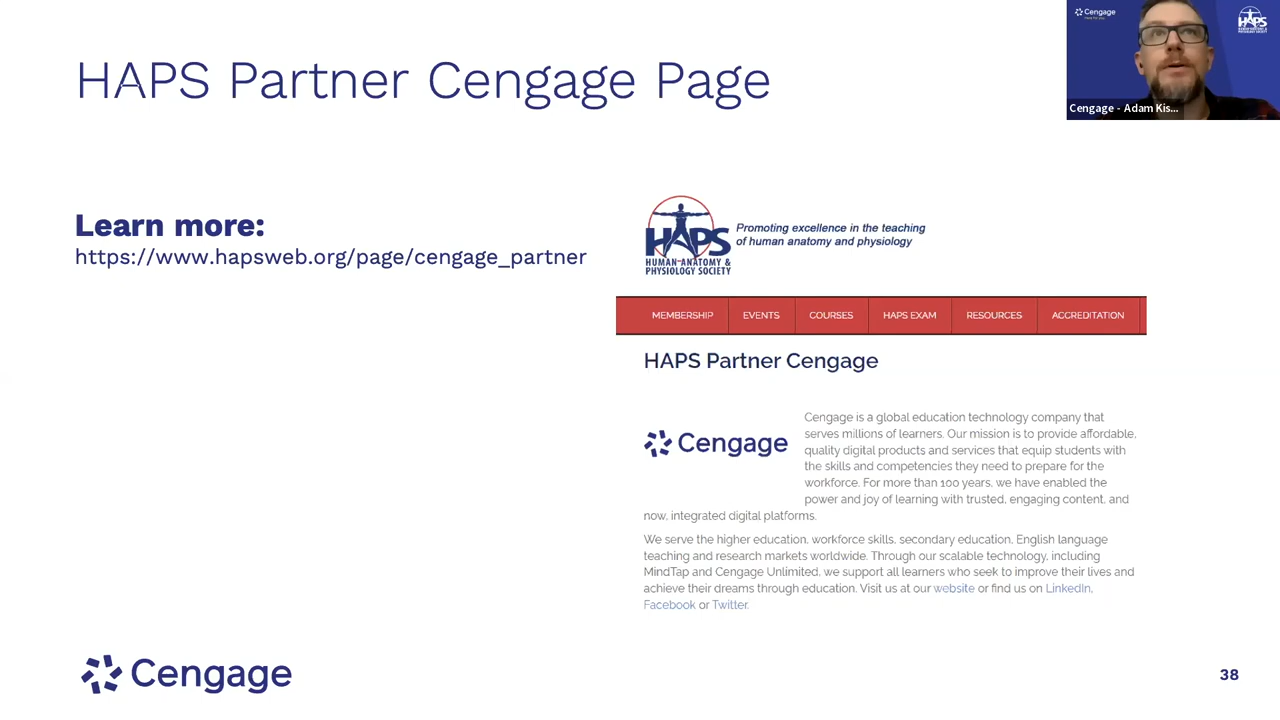 HAPS Partner Cengage Page
Cengage
HAPS
Cengage - Adam Kis...
Learn more:
https://www.hapsweb.org/page/cengage_partner
HAPS
HUMAN-ANATOMY &
PHYSIOLOGY SOCIETY
Promoting excellence in the teaching
of human anatomy and physiology
MEMBERSHIP EVENTS COURSES HAPS EXAM RESOURCES ACCREDITATION
HAPS Partner Cengage
Cengage
Cengage is a global education technology company that
serves millions of learners. Our mission is to provide affordable,
quality digital products and services that equip students with
the skills and competencies they need to prepare for the
workforce. For more than 100 years, we have enabled the
power and joy of learning with trusted, engaging content, and
now, integrated digital platforms.
We serve the higher education, workforce skills, secondary education, English language
teaching and research markets worldwide. Through our scalable technology, including
MindTap and Cengage Unlimited, we support all learners who seek to improve their lives and
achieve their dreams through education. Visit us at our website or find us on LinkedIn,
Facebook or Twitter.
Cengage
38